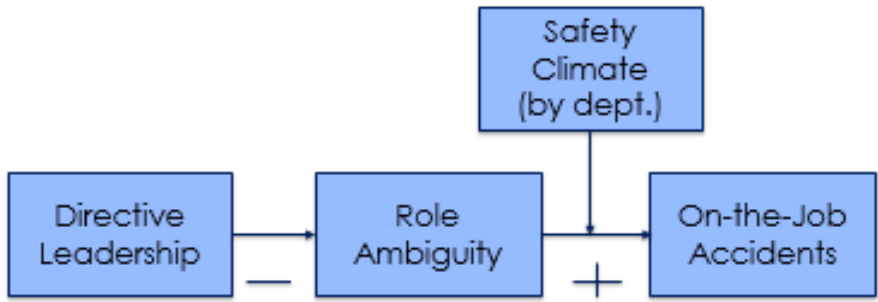 Safety
Climate
(by dept.)
Directive
Leadership
Role
Ambiguity
On-the-Job
Accidents
—
+